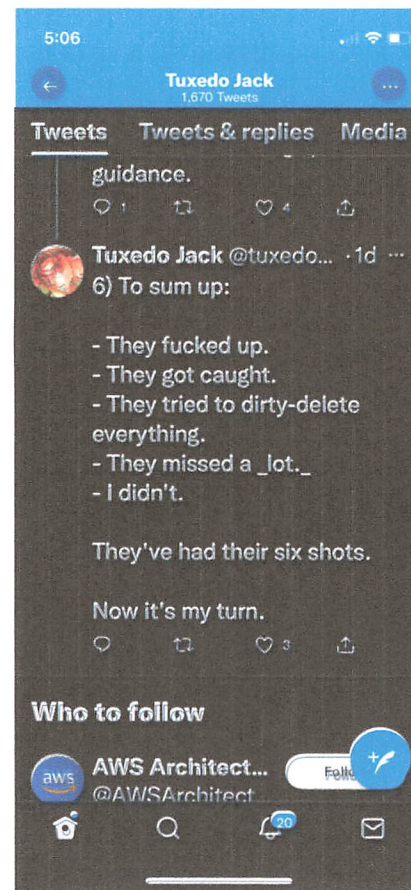 5:06
Tuxedo Jack
1,670 Tweets
Tweets Tweets & replies Media
guidance.
1 4
Tuxedo Jack @tuxedo... · 1d ...
6) To sum up:
- They fucked up.
- They got caught.
- They tried to dirty-delete
everything.
- They missed a _lot._
- I didn't.
They've had their six shots.
Now it's my turn.
3
Who to follow
aws
AWS Architect...
@AWSArchitect
20